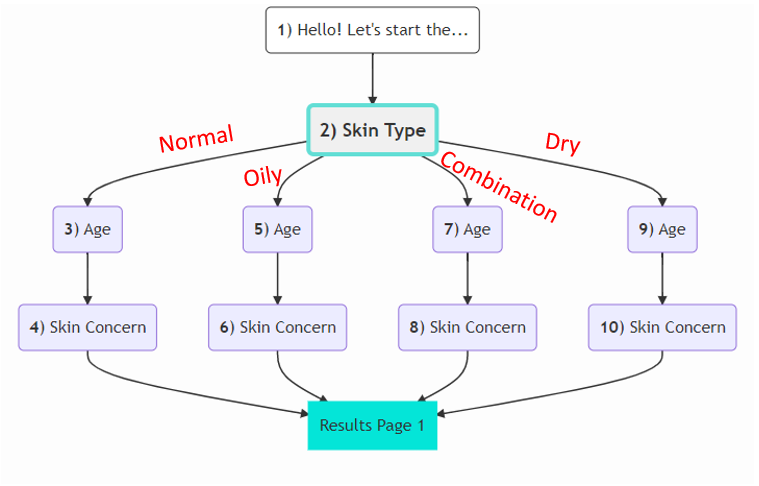 1) Hello! Let's start the...
2) Skin Type
Normal
Oily
Combination
Dry
3) Age
5) Age
7) Age
9) Age
4) Skin Concern
6) Skin Concern
8) Skin Concern
10) Skin Concern
Results Page 1